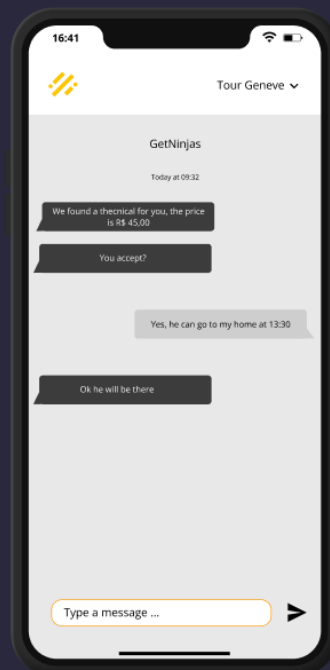 16:41
Tour Geneve
GetNinjas
Today at 09:32
We found a thecnical for you, the price
is R$ 45,00
You accept?
Yes, he can go to my home at 13:30
Ok he will be there
Type a message ...